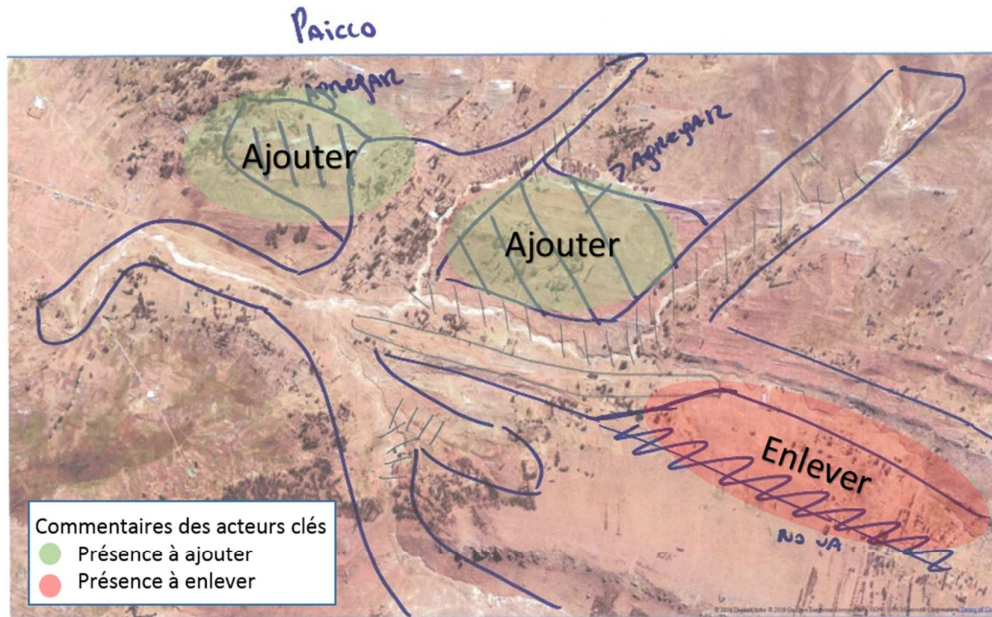 PAICCO
AgregAR
Ajouter
? AgregAR
Ajouter
Enlever
NO VA
Commentaires des acteurs clés
Présence à ajouter
Présence à enlever